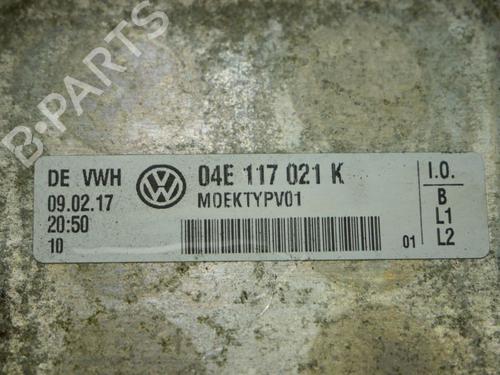 B-PARTS
DE VWH
04E 117 021 K
I.O.
09.02.17
MOEKTYPV01
B
20:50
L1
10
01
L2